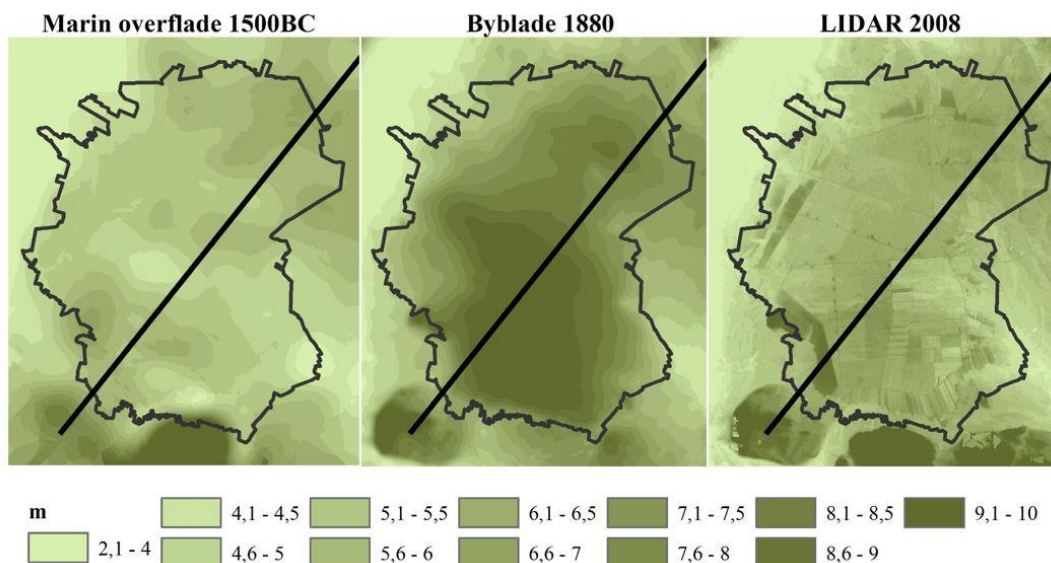 Marin overflade 1500BC Byblade 1880 LIDAR 2008
m 4,1 - 4,5 5,1 - 5,5 6,1 - 6,5 7,1 - 7,5 8,1 - 8,5 9,1 - 10
2,1 - 4 4,6 - 5 5,6 - 6 6,6 - 7 7,6 - 8 8,6 - 9